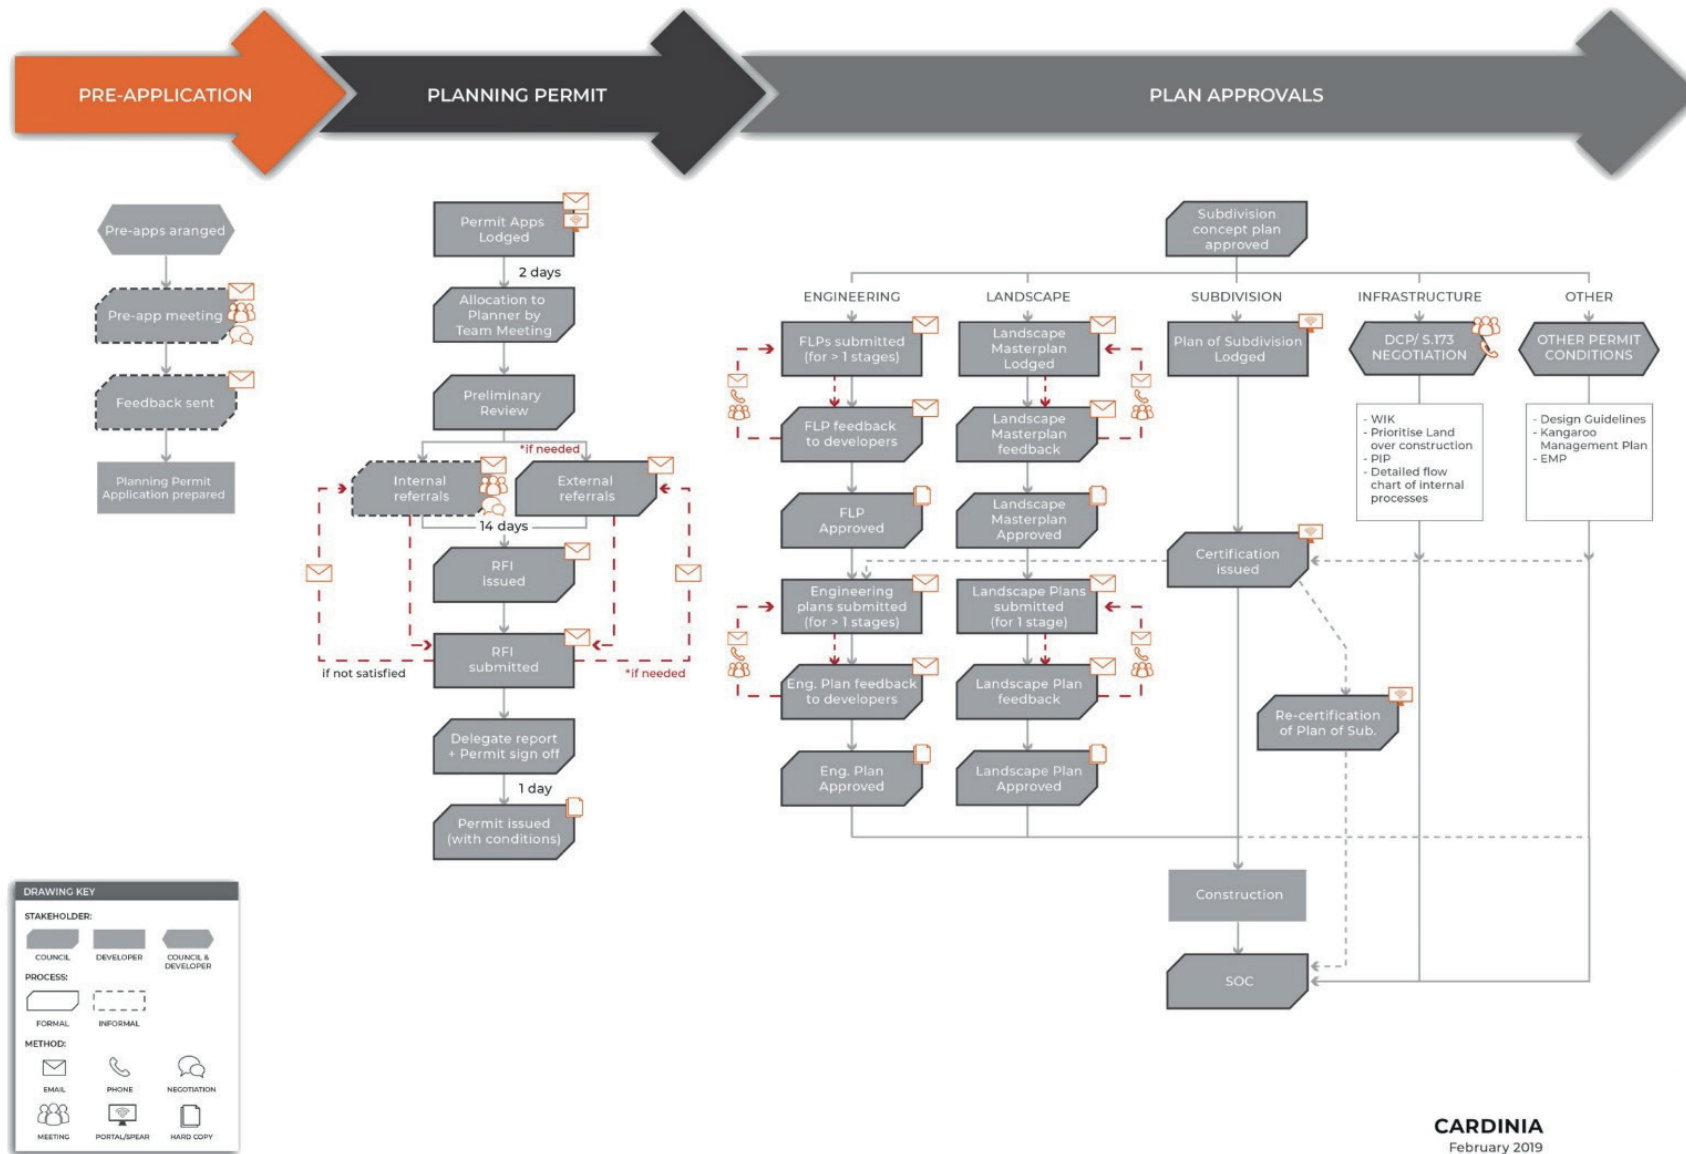 PRE-APPLICATION
PLANNING PERMIT
PLAN APPROVALS
Pre-apps aranged
Pre-app meeting
Feedback sent
Planning Permit
Application prepared
Permit Apps
Lodged
2 days
Allocation to
Planner by
Team Meeting
Preliminary
Review
*if needed
Internal
referrals
External
referrals
14 days
RFI
issued
RFI
submitted
if not satisfied
*if needed
Delegate report
+ Permit sign off
1 day
Permit issued
(with conditions)
Subdivision
concept plan
approved
ENGINEERING
FLPs submitted
(for > 1 stages)
FLP feedback
to developers
FLP
Approved
Engineering
plans submitted
(for > 1 stages)
Eng. Plan feedback
to developers
Eng. Plan
Approved
LANDSCAPE
Landscape
Masterplan
Lodged
Landscape
Masterplan
feedback
Landscape
Masterplan
Approved
Landscape Plans
submitted
(for 1 stage)
Landscape Plan
feedback
Landscape Plan
Approved
SUBDIVISION
Plan of Subdivision
Lodged
Certification
issued
Re-certification
of Plan of Sub.
Construction
SOC
INFRASTRUCTURE
DCP/ S.173
NEGOTIATION
- WIK
- Prioritise Land
over construction
- PIP
- Detailed flow
chart of internal
processes
OTHER
OTHER PERMIT
CONDITIONS
- Design Guidelines
- Kangaroo
Management Plan
- EMP
DRAWING KEY
STAKEHOLDER:
COUNCIL
DEVELOPER
COUNCIL &
DEVELOPER
PROCESS:
FORMAL
INFORMAL
METHOD:
EMAIL
PHONE
NEGOTIATION
MEETING
PORTAL/SPEAR
HARD COPY
CARDINIA
February 2019